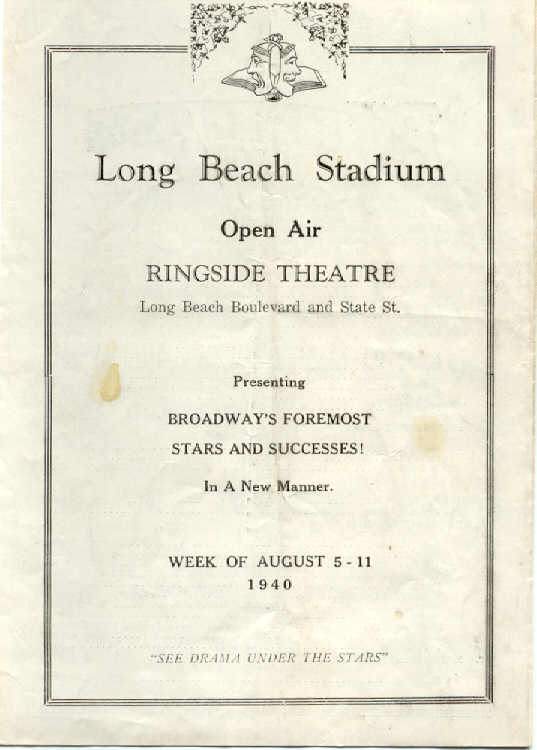 Long Beach Stadium
Open Air
RINGSIDE THEATRE
Long Beach Boulevard and State St.
Presenting
BROADWAY'S FOREMOST
STARS AND SUCCESSES!
In A New Manner.
WEEK OF AUGUST 5 - 11
1940
"SEE DRAMA UNDER THE STARS"